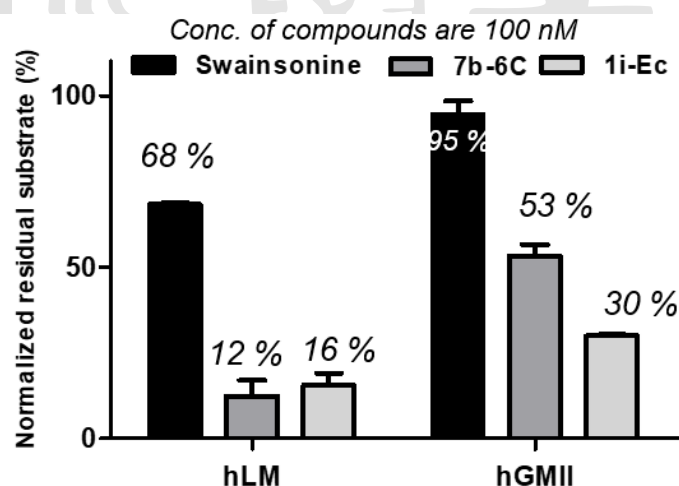 Conc. of compounds are 100 nM
Swainsonine 7b-6C 1i-Ec
Normalized residual substrate (%)
100
50
0
68 %
12 %
16 %
95 %
53 %
30 %
hLM
hGMII